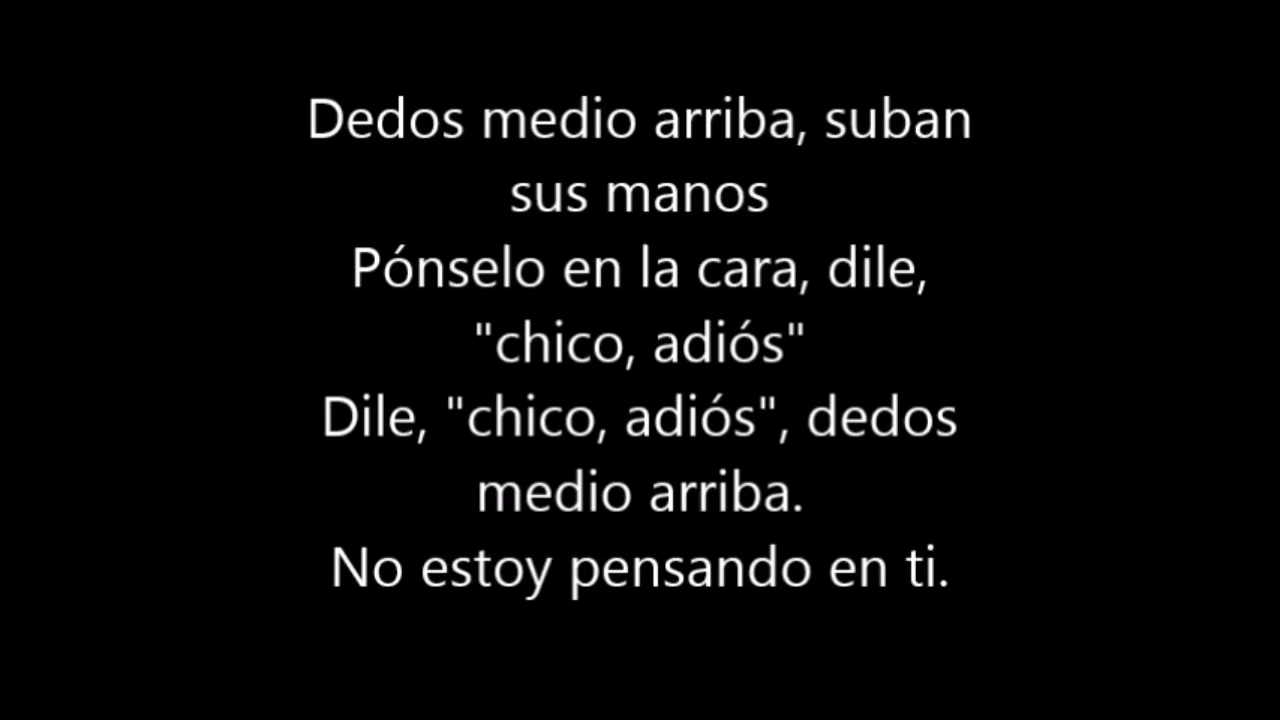 Dedos medio arriba, suban
sus manos
Pónselo en la cara, dile,
"chico, adiós"
Dile, "chico, adiós", dedos
medio arriba.
No estoy pensando en ti.